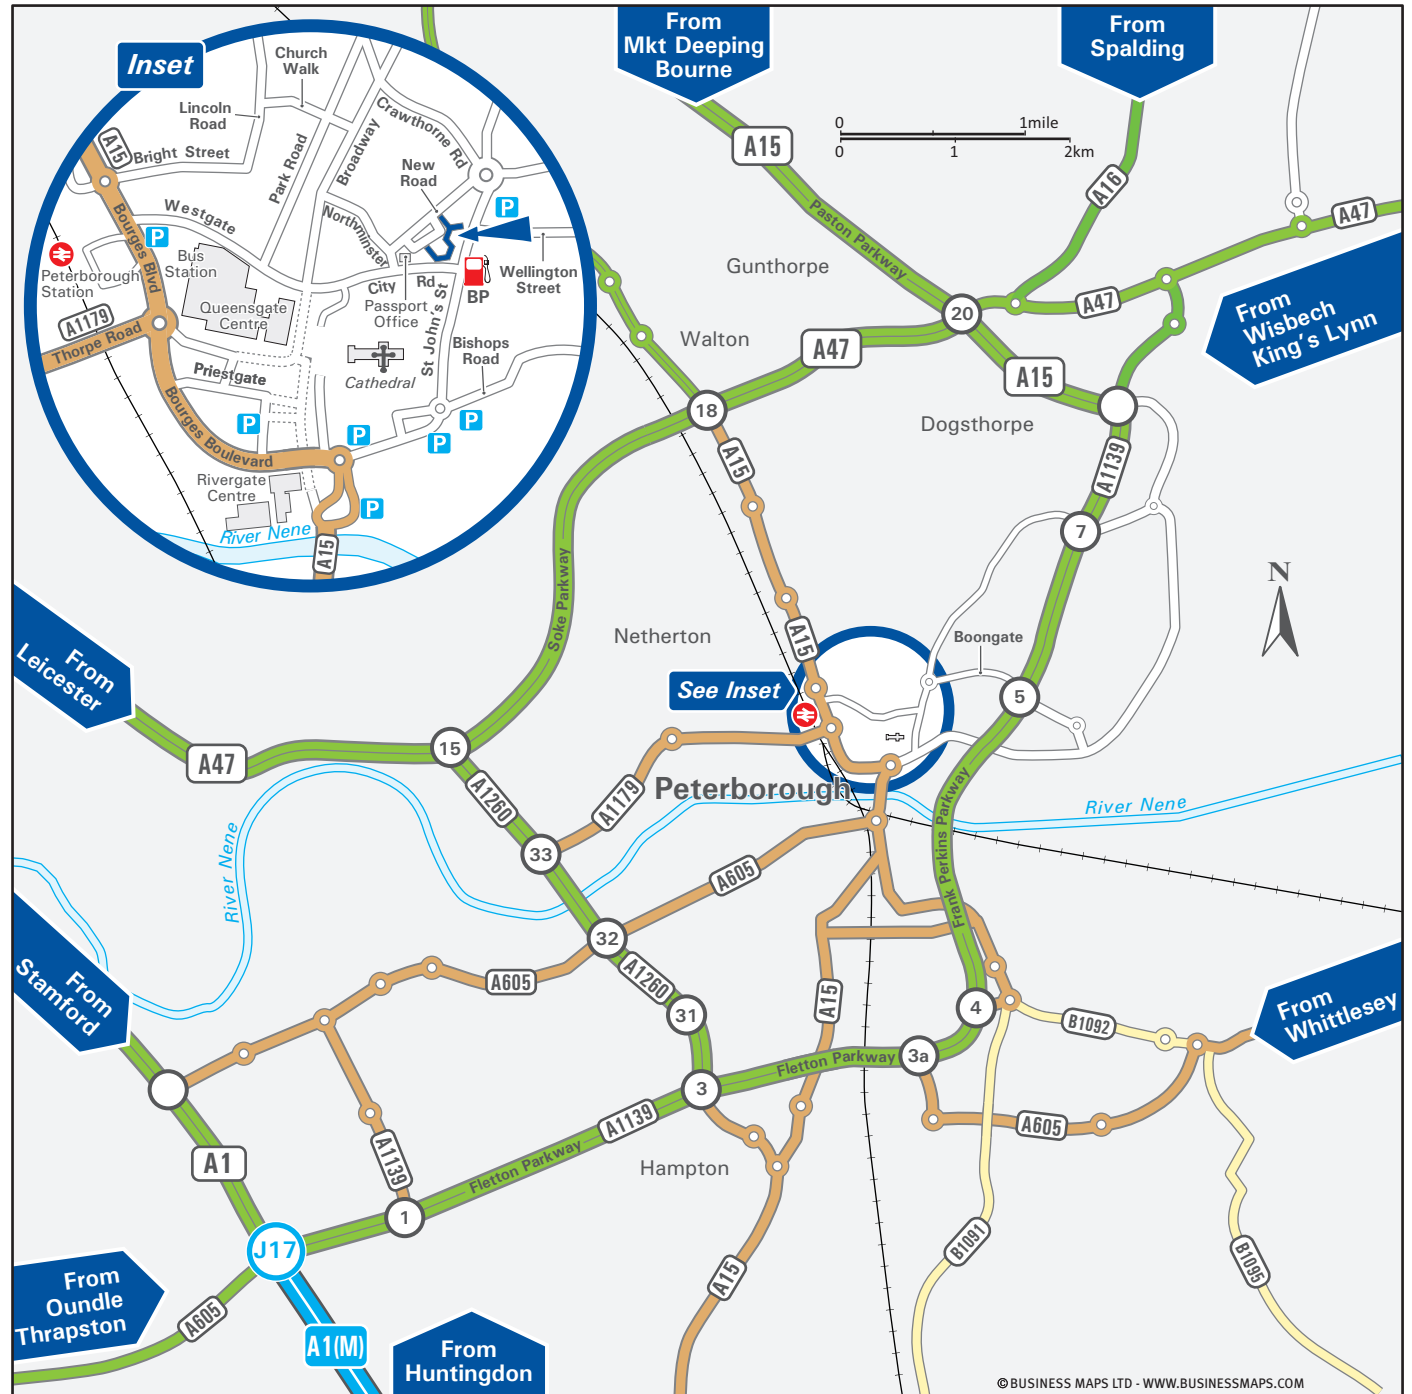 From
Mkt Deeping
Bourne
From
Spalding
Inset
Church
Walk
Lincoln
Road
Crawthorne Rd
Broadway
Park Road
A15
Bright Street
New
Road
Westgate
Northminster
P
Bourges Blvd
P
Bus
Station
Peterborough
Station
City Rd
Wellington
Street
BP
Passport
Office
Queensgate
Centre
A1179
Thorpe Road
St John's St
Bishops
Road
Cathedral
Priestgate
Bourges Boulevard
P
P
P
P
P
Rivergate
Centre
River Nene
A15
0 1mile
0 1 2km
A15
A16
A47
Paston Parkway
Gunthorpe
From
Wisbech
King's Lynn
20
A47
Walton
A47
A15
18
Dogsthorpe
A15
A1139
7
Soke Parkway
N
Netherton
A15
Boongate
From
Leicester
See Inset
5
15
A47
A1260
A1179
Peterborough
River Nene
River Nene
Frank Perkins Parkway
33
A605
32
From
Stamford
A605
A1260
31
A15
4
B1092
From
Whittlesey
3a
Fletton Parkway
3
A605
A1139
Fletton Parkway
A1139
Hampton
A1
1
J17
B1091
B1095
A15
From
Oundle
Thrapston
A605
A1(M)
From
Huntingdon
© BUSINESS MAPS LTD - WWW.BUSINESSMAPS.COM